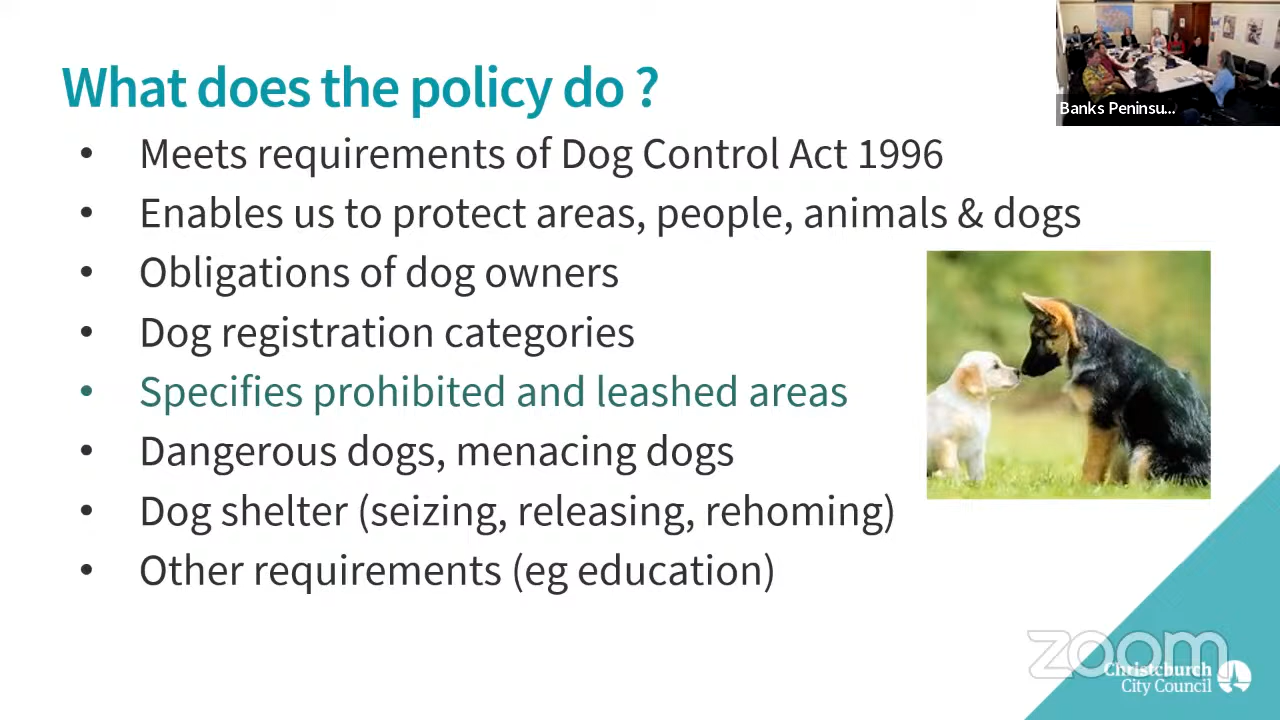 What does the policy do ?
Banks Peninsu...
• Meets requirements of Dog Control Act 1996
• Enables us to protect areas, people, animals & dogs
• Obligations of dog owners
• Dog registration categories
• Specifies prohibited and leashed areas
• Dangerous dogs, menacing dogs
• Dog shelter (seizing, releasing, rehoming)
• Other requirements (eg education)
zoom
Christchurch
City Council